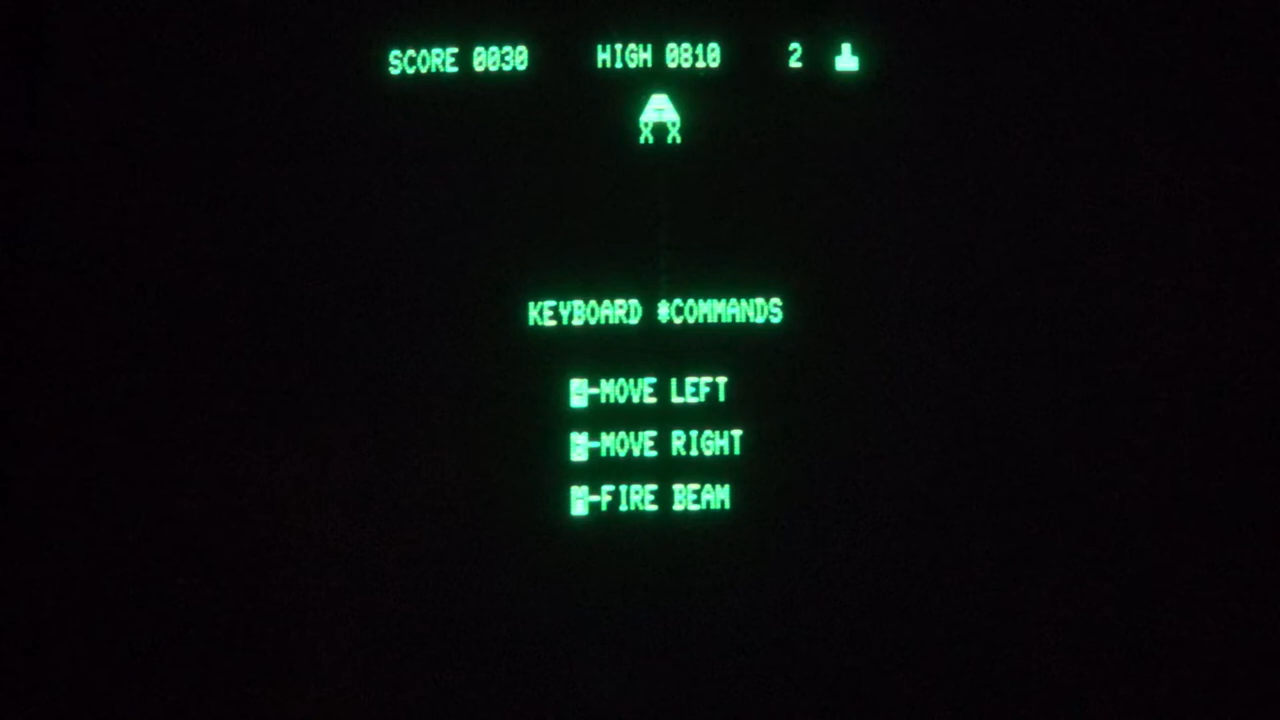 SCORE 0030 HIGH 0810 2
KEYBOARD *COMMANDS
-MOVE LEFT
-MOVE RIGHT
-FIRE BEAM